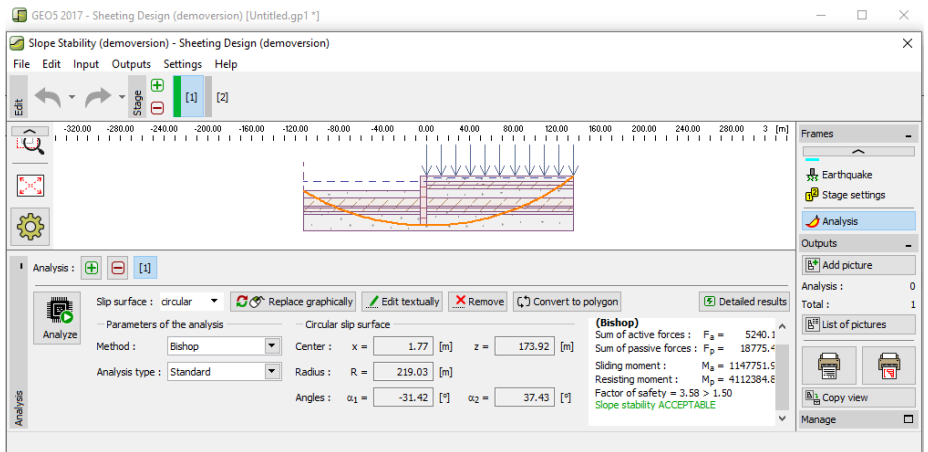 GEO5 2017 - Sheeting Design (demoversion) [Untitled.gp1 *]
Slope Stability (demoversion) - Sheeting Design (demoversion)
File Edit Input Outputs Settings Help
Edit
Stage
[1] [2]
-320.00 -280.00 -240.00 -200.00 -160.00 -120.00 -80.00 -40.00 0.00 40.00 80.00 120.00 160.00 200.00 240.00 280.00 3 [m]
Frames
Earthquake
Stage settings
Analysis
Outputs
Add picture
Analysis : 0
Total : 1
List of pictures
Copy view
Manage
Analysis : [1]
Analyze
Slip surface : circular Replace graphically Edit textually Remove Convert to polygon Detailed results
Parameters of the analysis
Method : Bishop
Analysis type : Standard
Circular slip surface
Center : x = 1.77 [m] z = 173.92 [m]
Radius : R = 219.03 [m]
Angles : α1 = -31.42 [°] α2 = 37.43 [°]
(Bishop)
Sum of active forces : Fa = 5240.1
Sum of passive forces : Fp = 18775.4
Sliding moment : Ma = 1147751.9
Resisting moment : Mp = 4112384.8
Factor of safety = 3.58 > 1.50
Slope stability ACCEPTABLE
Analysis